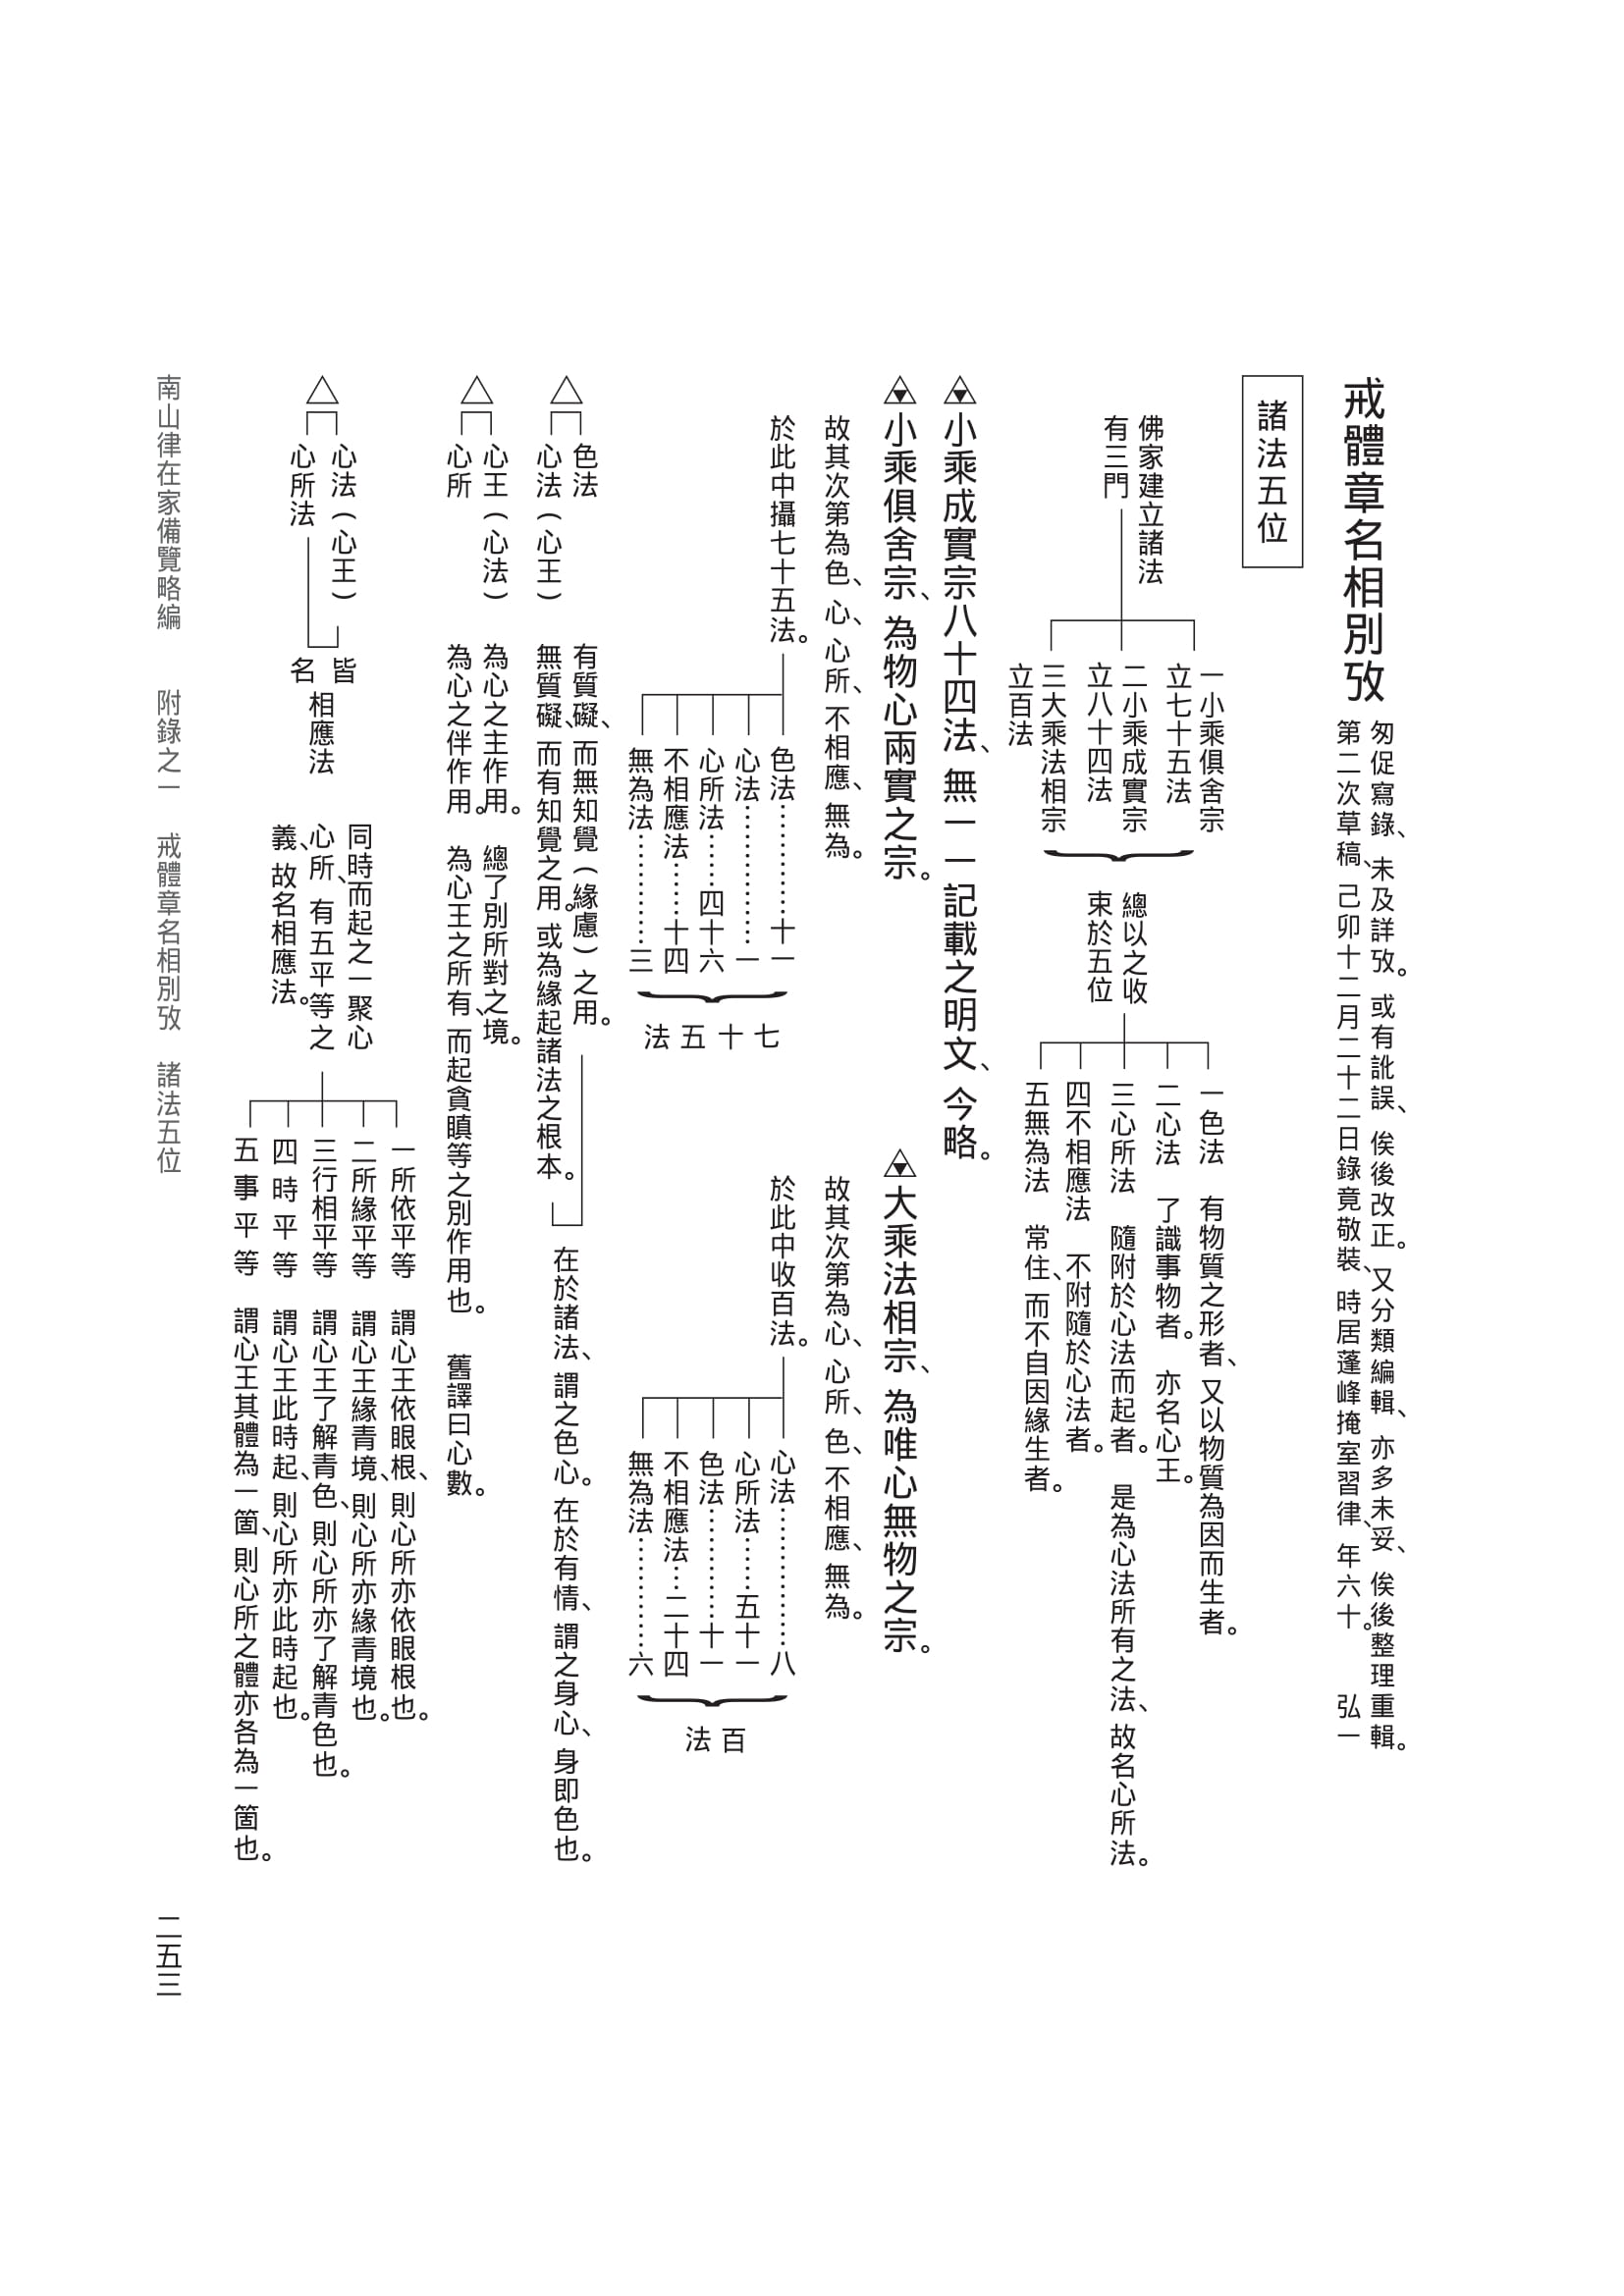 戒體章名相別攷
匆促寫錄、未及詳攷。或有訛誤、俟後改正。又分類編輯、亦多未妥、俟後整理重輯。
第二次草稿、己卯十二月二十二日錄竟敬裝、時居蓬峰掩室習律、年六十。弘一
諸法五位
佛家建立諸法
有三門
一小乘俱舍宗
立七十五法
二小乘成實宗
立八十四法
三大乘法相宗
立百法
總以之收
束於五位
一色法 有物質之形者、又以物質為因而生者。
二心法 了識事物者。亦名心王。
三心所法 隨附於心法而起者。是為心法所有之法、故名心所法。
四不相應法 不附隨於心法者。
五無為法 常住、而不自因緣生者。
小乘成實宗八十四法、無一一記載之明文、今略。
小乘俱舍宗、為物心兩實之宗。
故其次第為色、心、心所、不相應、無為。
於此中攝七十五法。
色法…………十一
心法……………一
心所法……四十六
不相應法……十四
無為法…………三
七十五法
大乘法相宗、為唯心無物之宗。
故其次第為心、心所、色、不相應、無為。
於此中收百法。
心法……………八
心所法……五十一
色法…………十一
不相應法…二十四
無為法…………六
百法
色法 有質礙、而無知覺(緣慮)之用。
心法(心王) 無質礙、而有知覺之用。或為緣起諸法之根本。
在於諸法、謂之色心。在於有情、謂之身心、身即色也。
心王(心法) 為心之主作用。總了別所對之境。
心所 為心之伴作用。為心王之所有、而起貪瞋等之別作用也。舊譯曰心數。
心法(心王)
心所法
皆
名
相應法
同時而起之一聚心
心所、有五平等之
義、故名相應法。
一所依平等 謂心王依眼根、則心所亦依眼根也。
二所緣平等 謂心王緣青境、則心所亦緣青境也。
三行相平等 謂心王了解青色、則心所亦了解青色也。
四時平等 謂心王此時起、則心所亦此時起也。
五事平等 謂心王其體為一箇、則心所之體亦各為一箇也。
南山律在家備覽略編 附錄之一 戒體章名相別攷 諸法五位
二五三